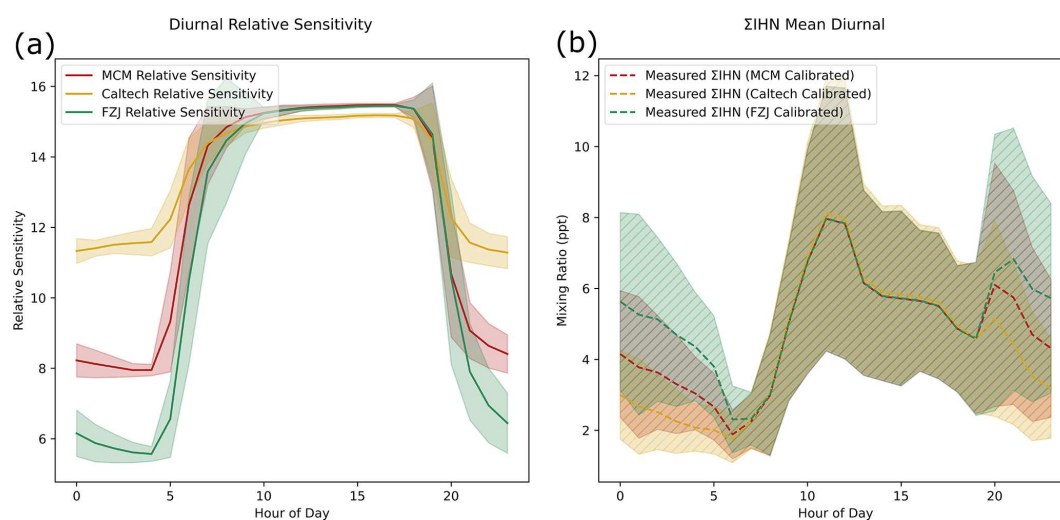 (a)
Diurnal Relative Sensitivity
MCM Relative Sensitivity
Caltech Relative Sensitivity
FZJ Relative Sensitivity
Relative Sensitivity
16
14
12
10
8
6
0
5
10
15
20
Hour of Day
(b)
ΣIHN Mean Diurnal
Measured ΣIHN (MCM Calibrated)
Measured ΣIHN (Caltech Calibrated)
Measured ΣIHN (FZJ Calibrated)
Mixing Ratio (ppt)
12
10
8
6
4
2
0
5
10
15
20
Hour of Day